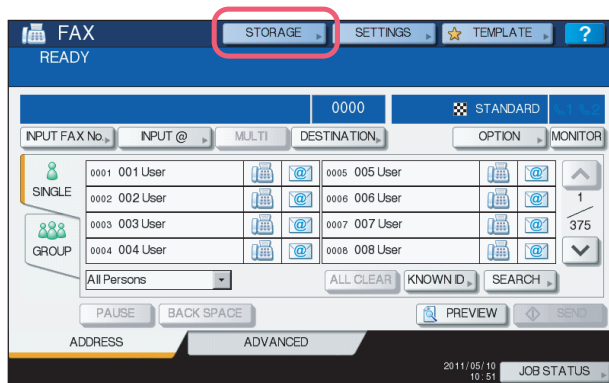 FAX STORAGE SETTINGS TEMPLATE ?
READY
0000 STANDARD 1 2
INPUT FAX No. INPUT @ MULTI DESTINATION OPTION MONITOR
SINGLE
GROUP
0001 001 User @ 0005 005 User @
0002 002 User @ 0006 006 User @
0003 003 User @ 0007 007 User @
0004 004 User @ 0008 008 User @
1
375
All Persons ALL CLEAR KNOWN ID SEARCH
PAUSE BACK SPACE PREVIEW SEND
ADDRESS ADVANCED
2011/05/10
10:51
JOB STATUS